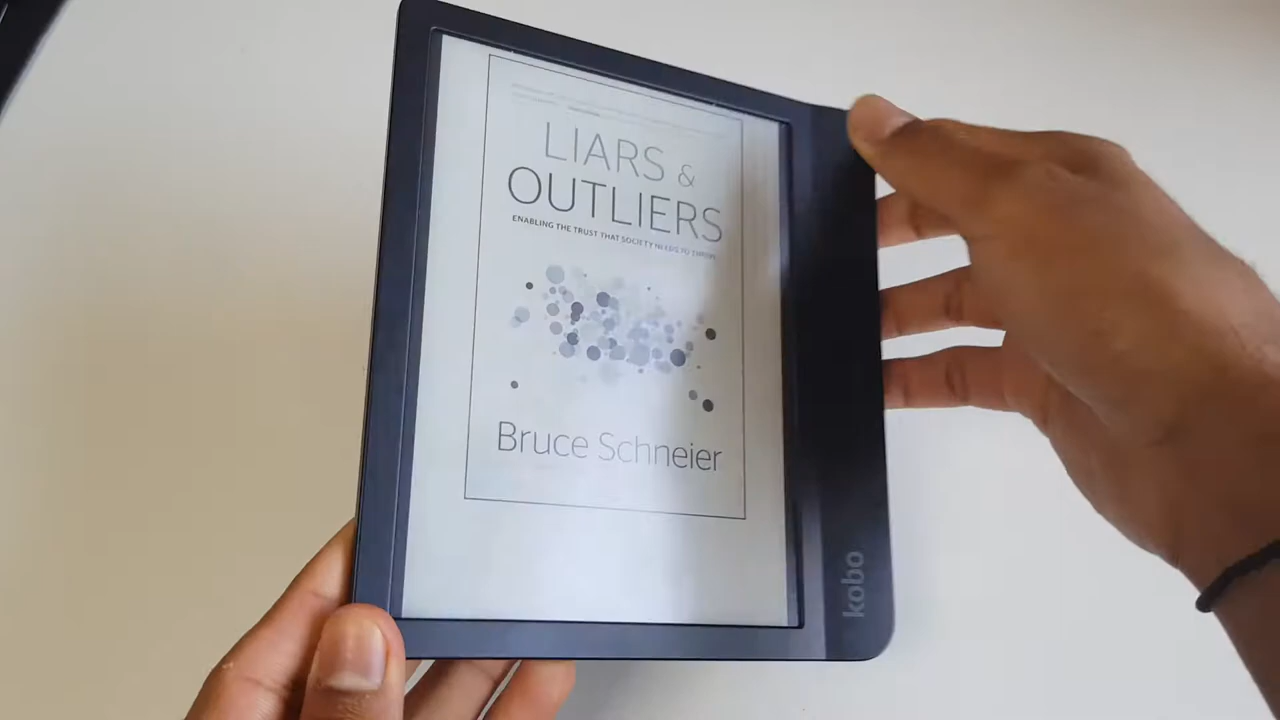 LIARS &
OUTLIERS
ENABLING THE TRUST THAT SOCIETY NEEDS TO THRIVE
Bruce Schneier
kobo